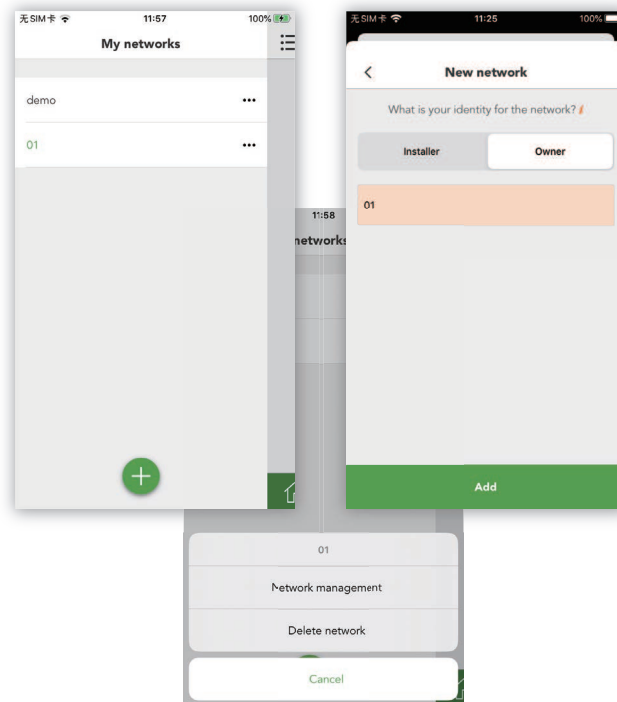 无SIM卡 11:57 100%
My networks
demo •••
01 •••
无SIM卡 11:25 100%
New network
What is your identity for the network? i
Installer Owner
01
Add
11:58
networks
01
Network management
Delete network
Cancel